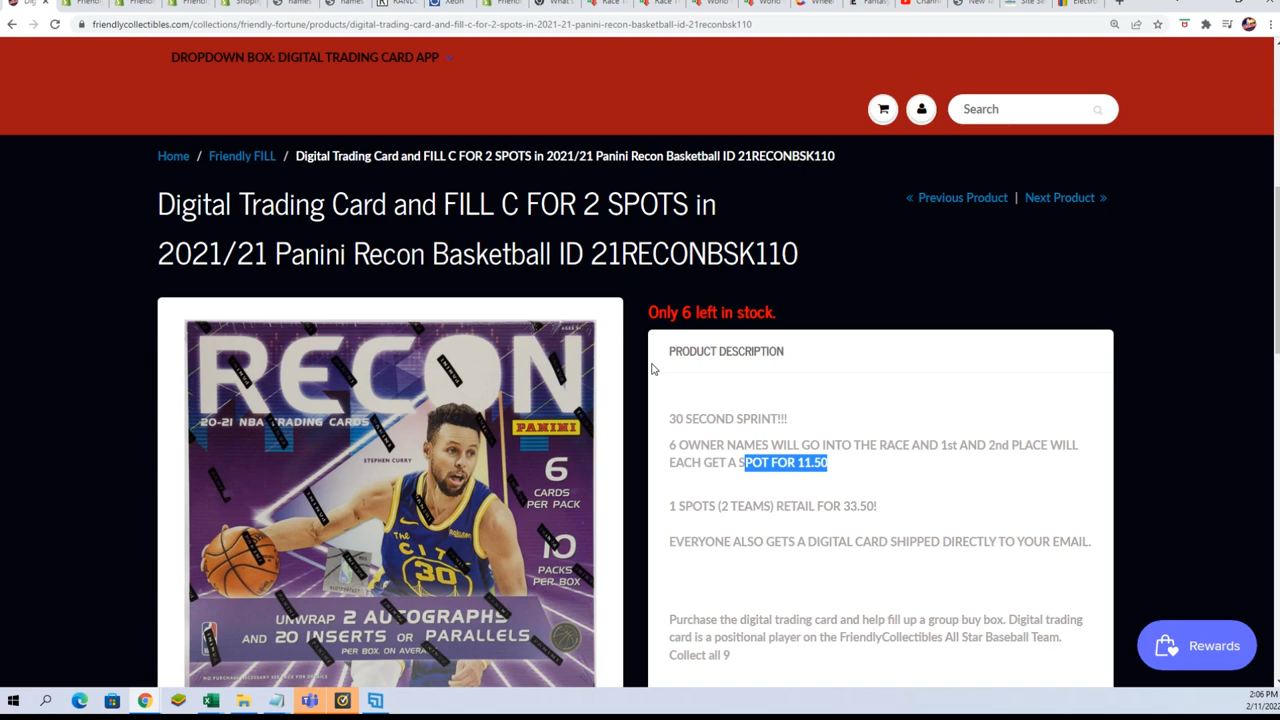 friendlycollectibles.com/collections/friendly-fortune/products/digital-trading-card-and-fill-c-for-2-spots-in-2021-21-panini-recon-basketball-id-21reconbsk110
DROPDOWN BOX: DIGITAL TRADING CARD APP
Search
Home / Friendly FILL / Digital Trading Card and FILL C FOR 2 SPOTS in 2021/21 Panini Recon Basketball ID 21RECONBSK110
Digital Trading Card and FILL C FOR 2 SPOTS in
2021/21 Panini Recon Basketball ID 21RECONBSK110
« Previous Product | Next Product »
Only 6 left in stock.
PRODUCT DESCRIPTION
30 SECOND SPRINT!!!
6 OWNER NAMES WILL GO INTO THE RACE AND 1st AND 2nd PLACE WILL
EACH GET A SPOT FOR 11.50
1 SPOTS (2 TEAMS) RETAIL FOR 33.50!
EVERYONE ALSO GETS A DIGITAL CARD SHIPPED DIRECTLY TO YOUR EMAIL.
Purchase the digital trading card and help fill up a group buy box. Digital trading
card is a positional player on the FriendlyCollectibles All Star Baseball Team.
Collect all 9
RECON
20-21 NBA TRADING CARDS
PANINI
STEPHEN CURRY
6
CARDS
PER PACK
10
PACKS
PER BOX
The
CITY
30
Rakuten
UNWRAP 2 AUTOGRAPHS
AND 20 INSERTS OR PARALLELS
PER BOX, ON AVERAGE
Rewards
2:06 PM
2/11/2022